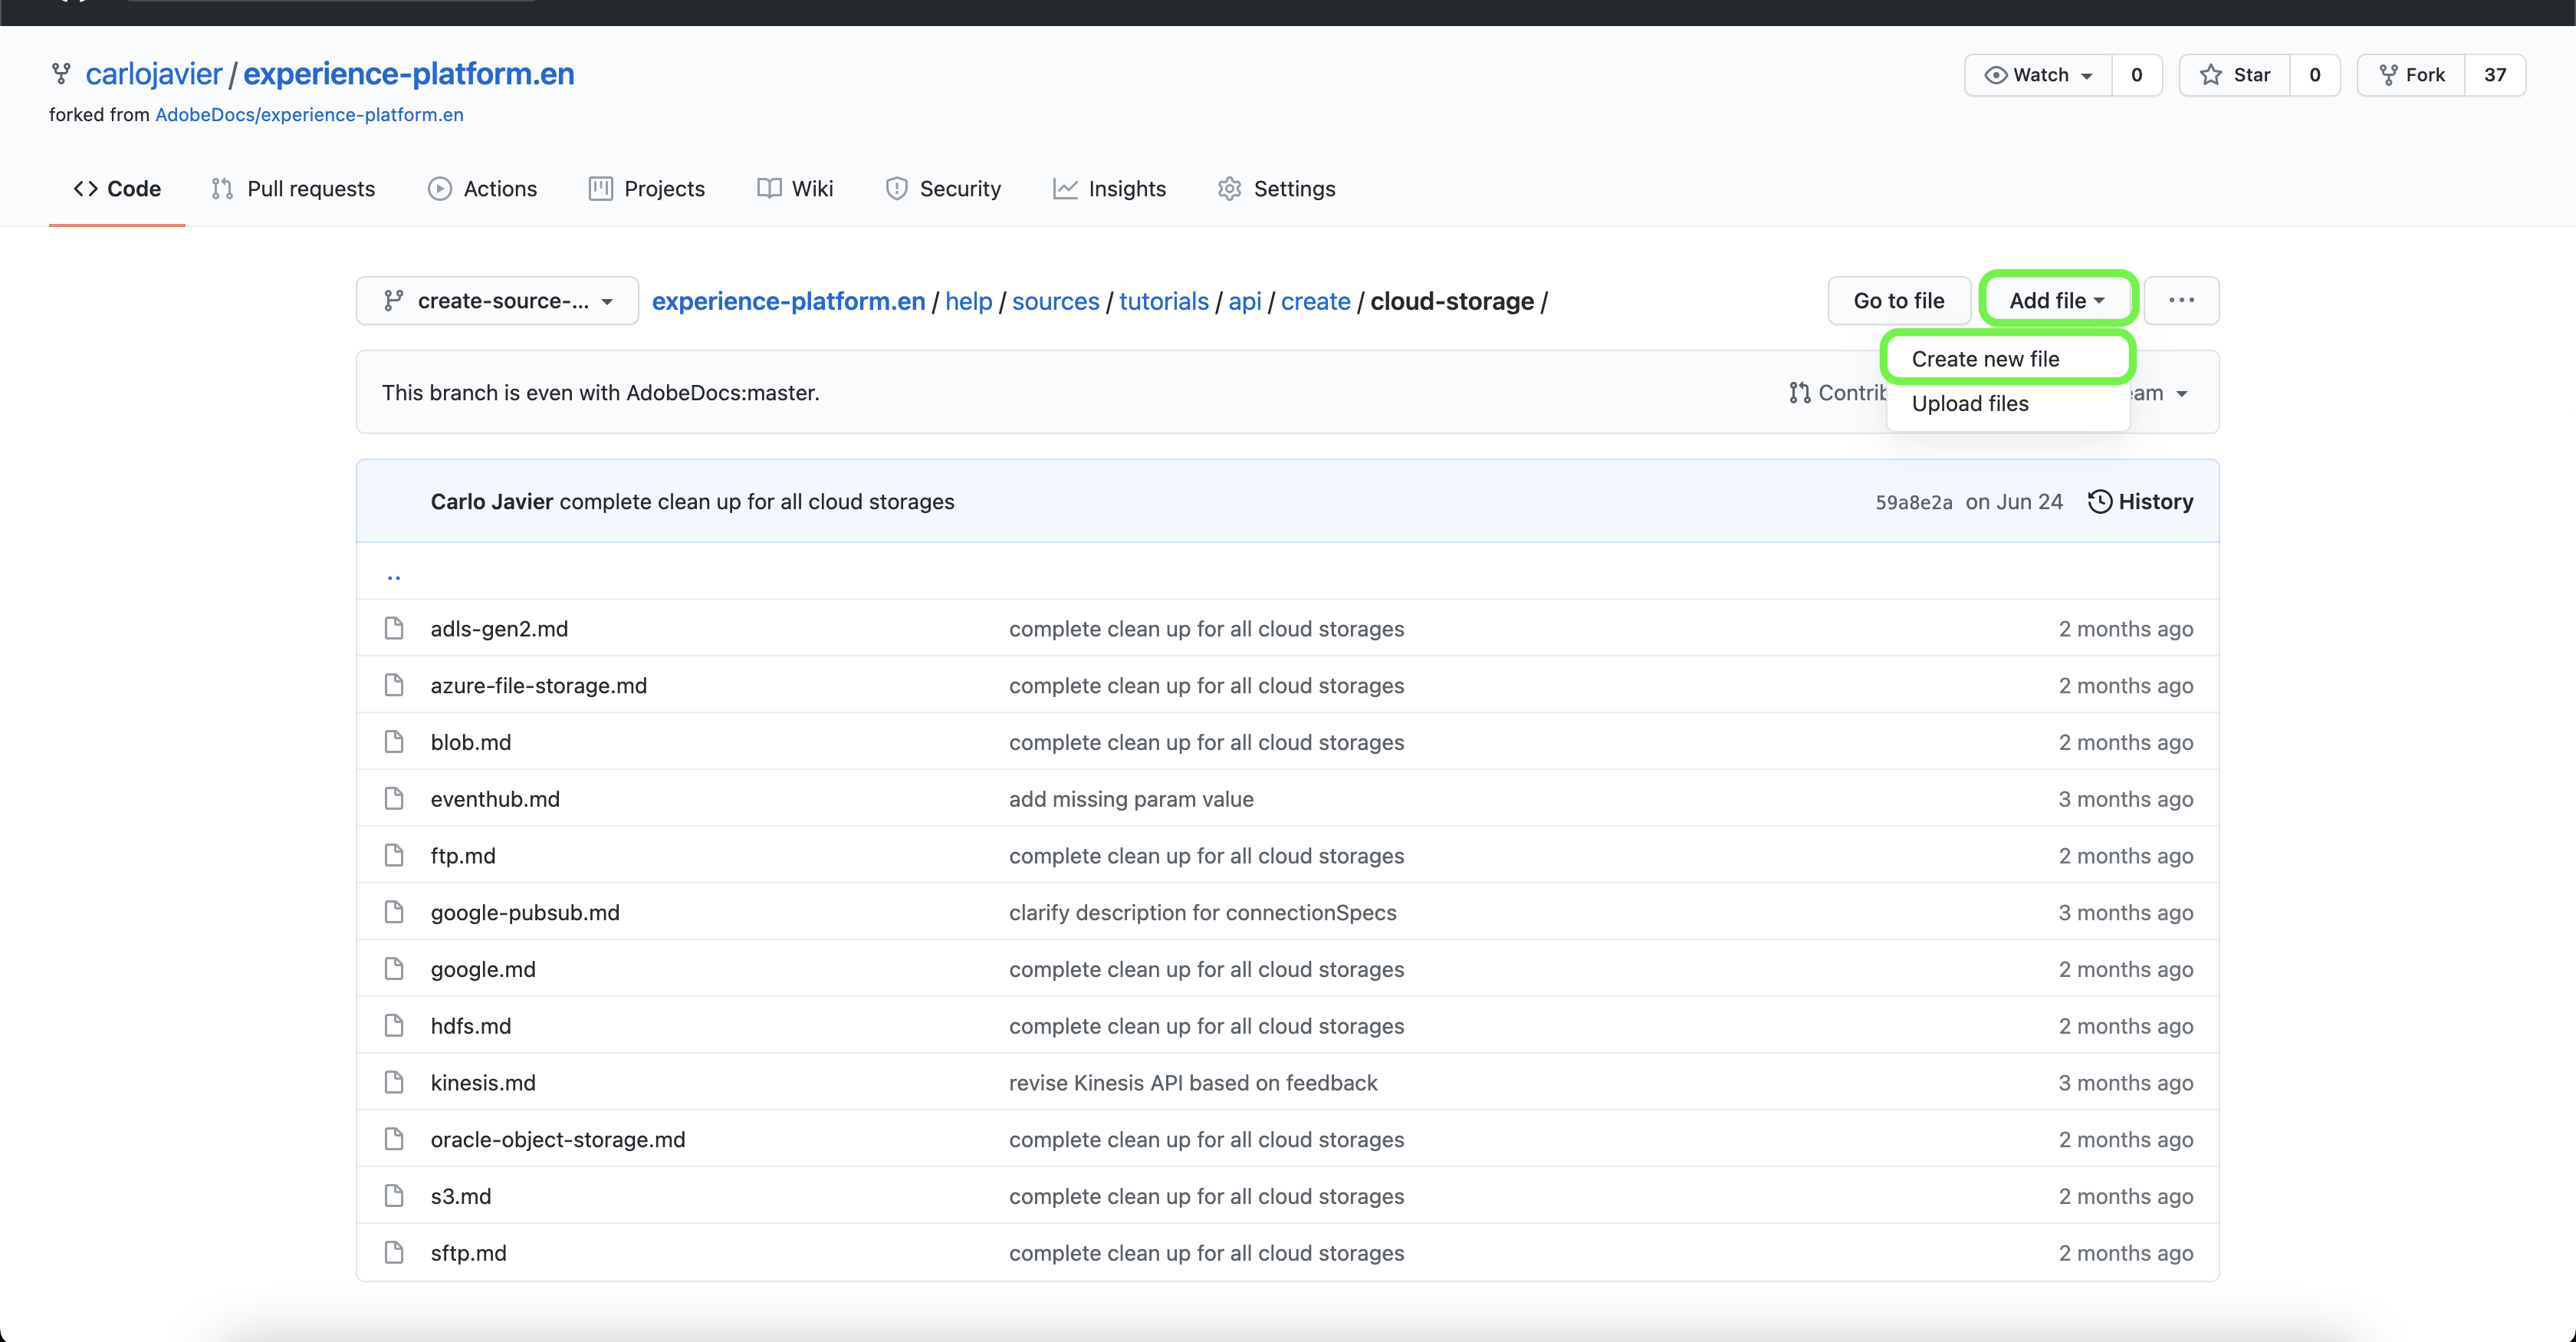 carlojavier / experience-platform.en
Watch 0 Star 0 Fork 37
forked from AdobeDocs/experience-platform.en
Code Pull requests Actions Projects Wiki Security Insights Settings
create-source-... experience-platform.en / help / sources / tutorials / api / create / cloud-storage / Go to file Add file ...
Create new file
This branch is even with AdobeDocs:master. Contrib eam
Upload files
Carlo Javier complete clean up for all cloud storages 59a8e2a on Jun 24 History
..
adls-gen2.md complete clean up for all cloud storages 2 months ago
azure-file-storage.md complete clean up for all cloud storages 2 months ago
blob.md complete clean up for all cloud storages 2 months ago
eventhub.md add missing param value 3 months ago
ftp.md complete clean up for all cloud storages 2 months ago
google-pubsub.md clarify description for connectionSpecs 3 months ago
google.md complete clean up for all cloud storages 2 months ago
hdfs.md complete clean up for all cloud storages 2 months ago
kinesis.md revise Kinesis API based on feedback 3 months ago
oracle-object-storage.md complete clean up for all cloud storages 2 months ago
s3.md complete clean up for all cloud storages 2 months ago
sftp.md complete clean up for all cloud storages 2 months ago